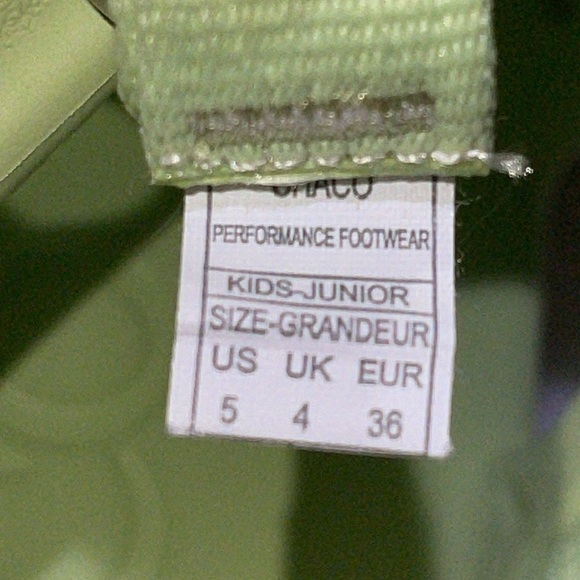 CHACO
PERFORMANCE FOOTWEAR
KIDS-JUNIOR
SIZE-GRANDEUR
US UK EUR
5 4 36